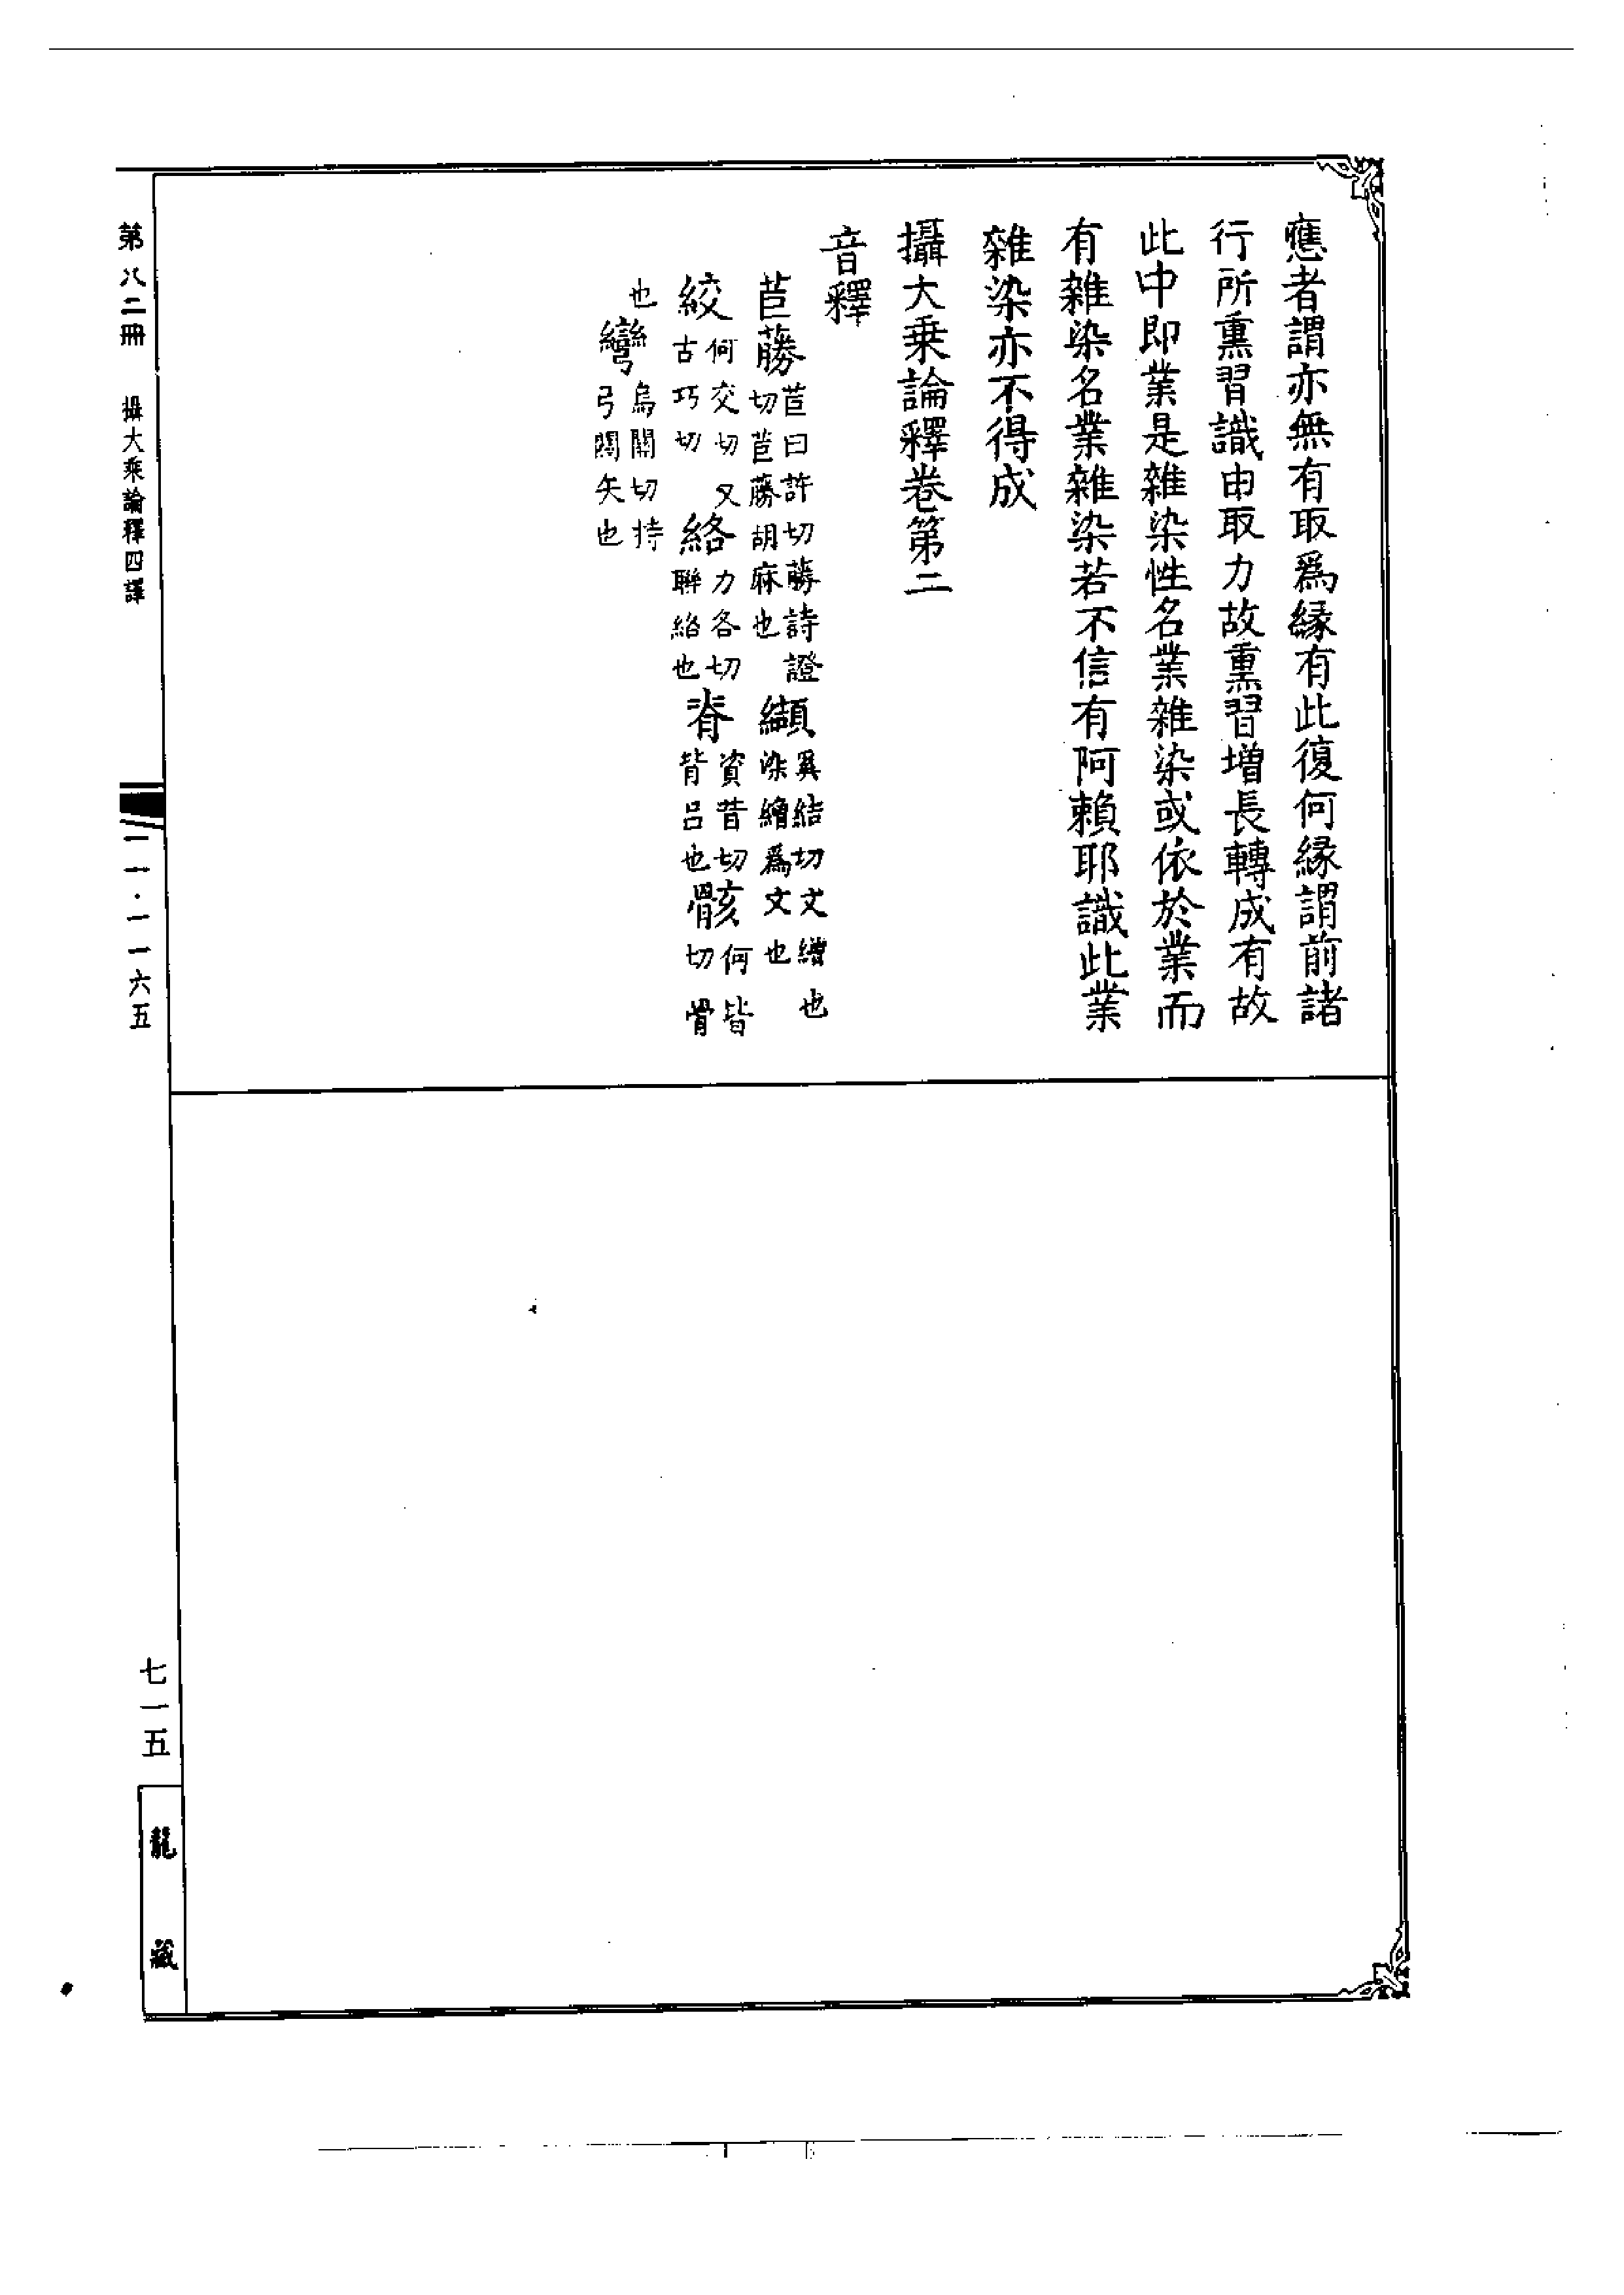 應者謂亦無有取爲縁有此復何縁謂前諸
行所熏習識由取力故熏習增長轉成有故
此中即業是雜染性名業雜染或依於業而
有雜染名業雜染若不信有阿賴耶識此業
雜染亦不得成
攝大乗論釋卷第二
音釋
苣藤 苣曰許切藤詩證切苣藤胡麻也 纈 奚結切文繒也染繒爲文也
絞 何交切又古巧切 絡 力各切聯絡也 脊 資昔切背呂也 骸 何皆切骨
也 彎 烏關切持弓關矢也
第八二冊 攝大乘論釋四譯
一一·一一六五
七一五
龍藏